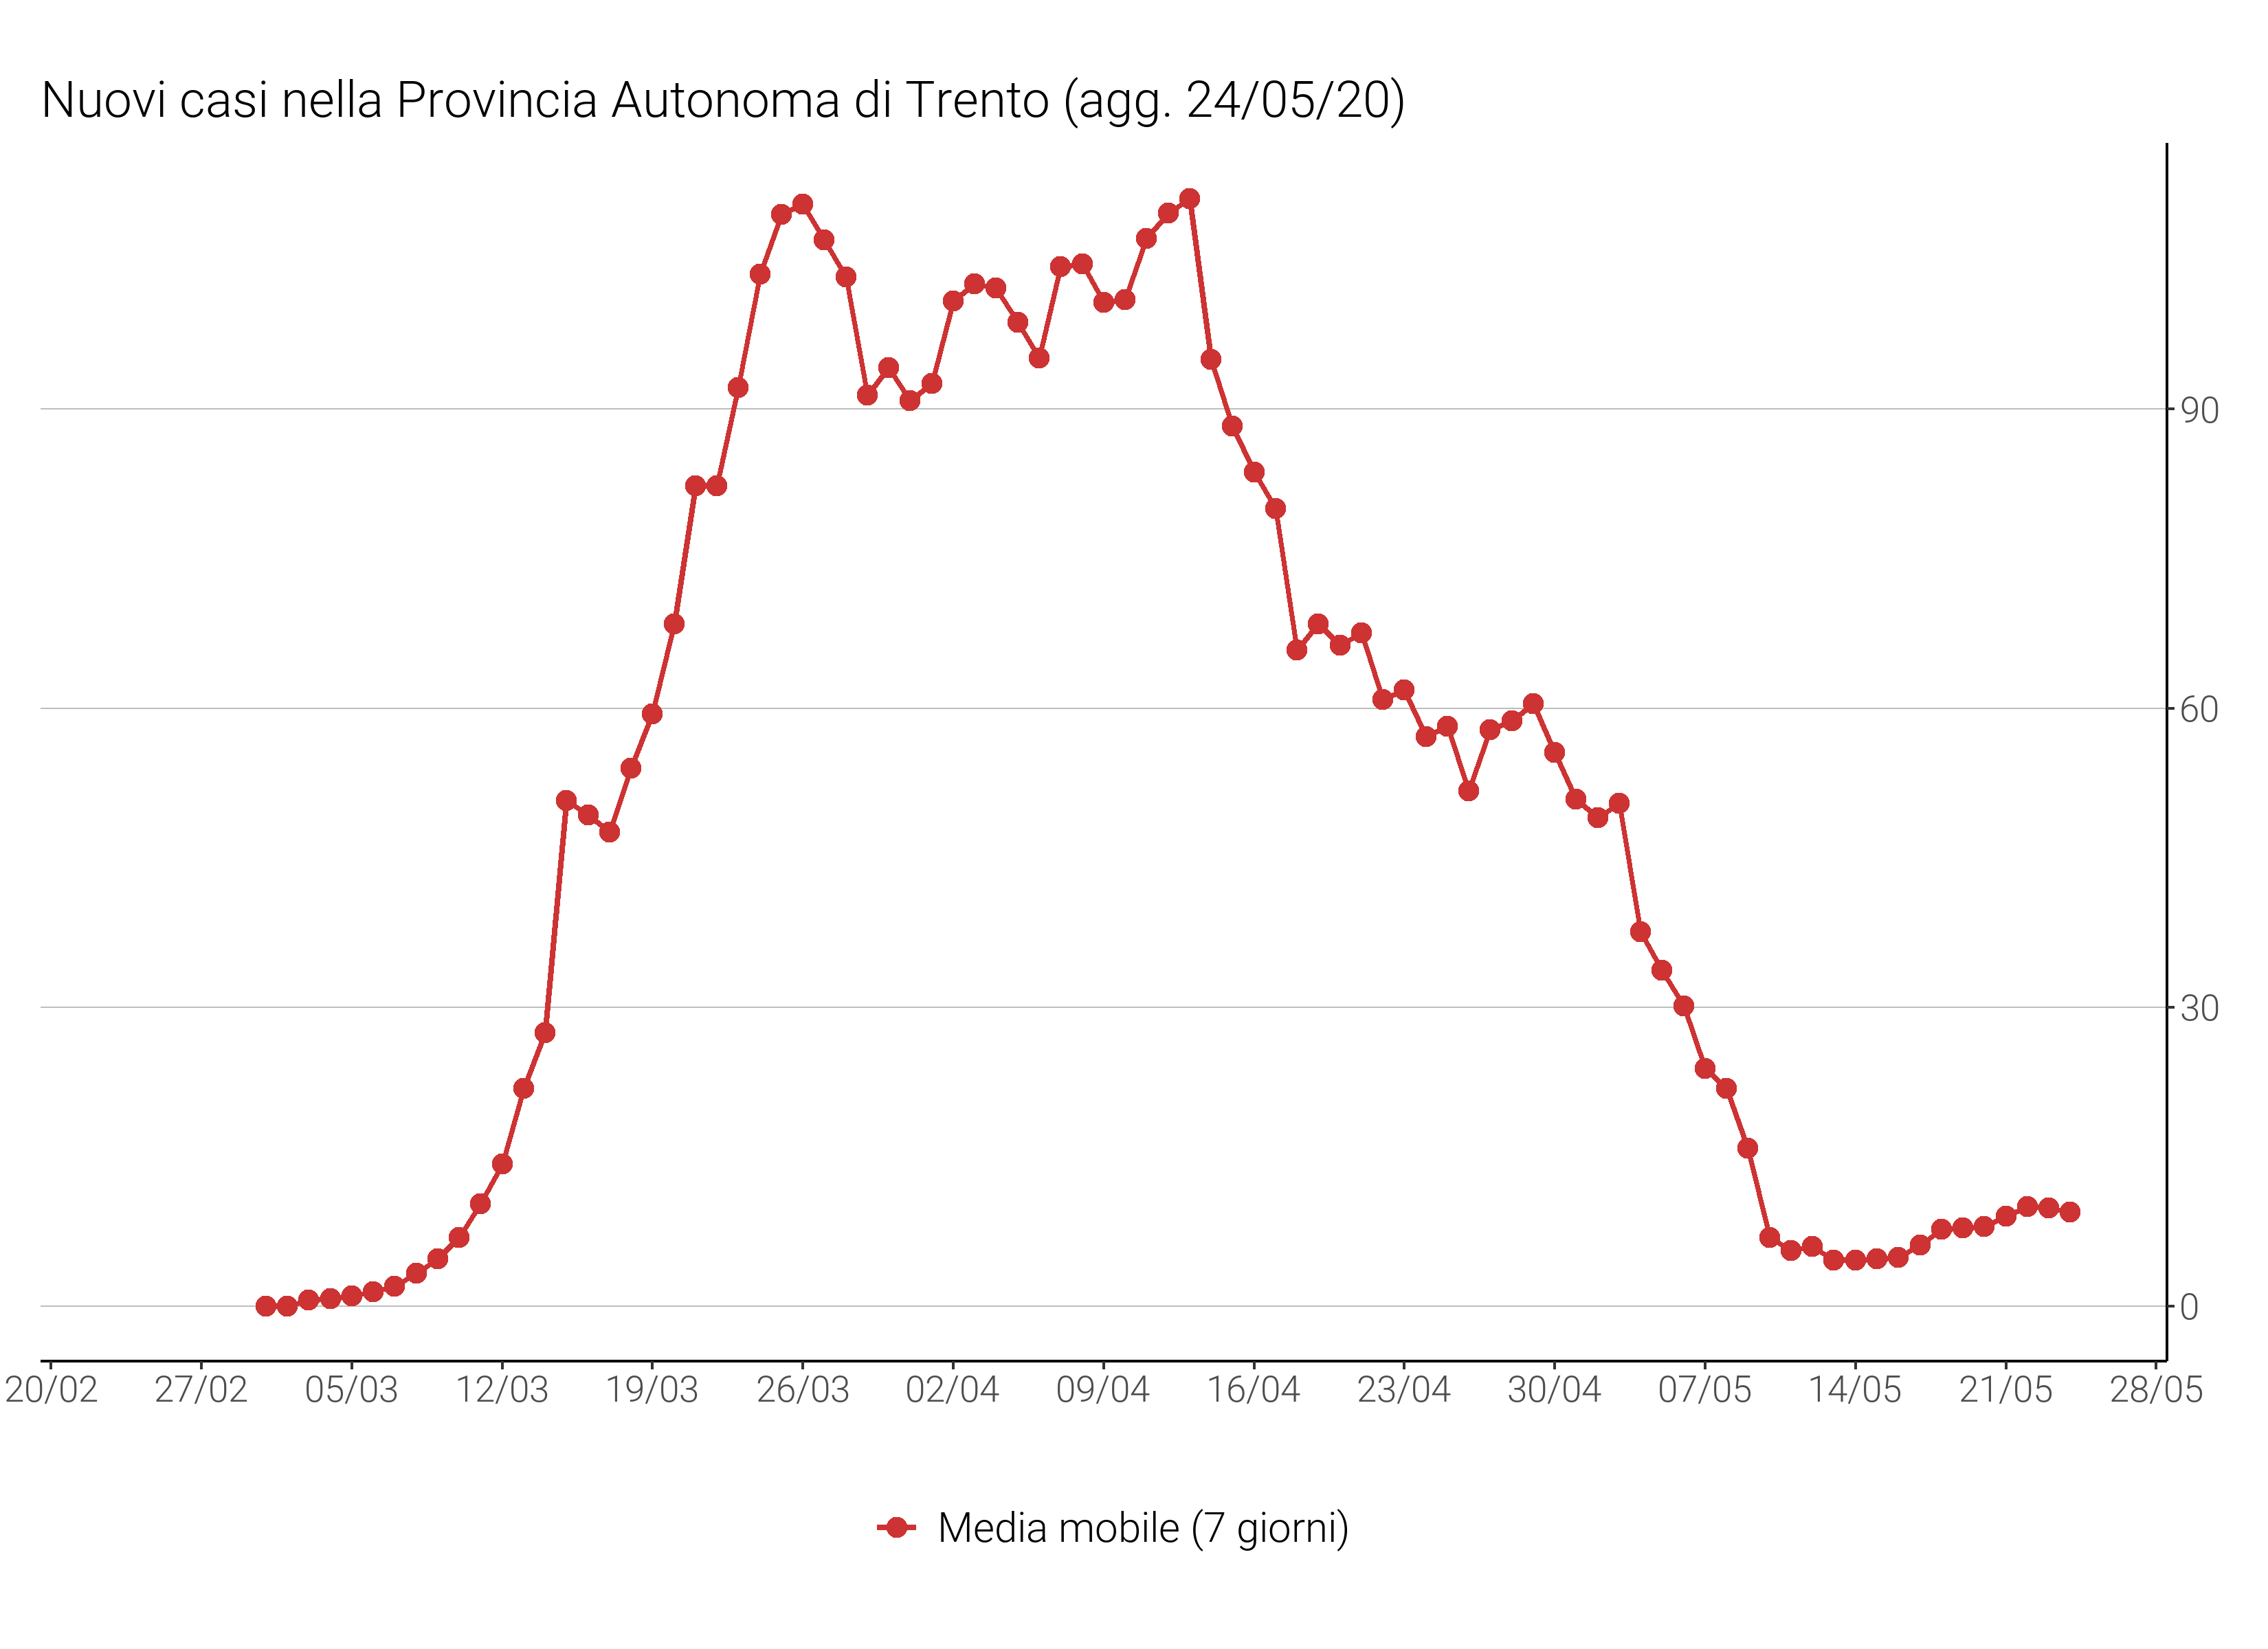 Nuovi casi nella Provincia Autonoma di Trento (agg. 24/05/20)
90
60
30
0
20/02 27/02 05/03 12/03 19/03 26/03 02/04 09/04 16/04 23/04 30/04 07/05 14/05 21/05 28/05
Media mobile (7 giorni)